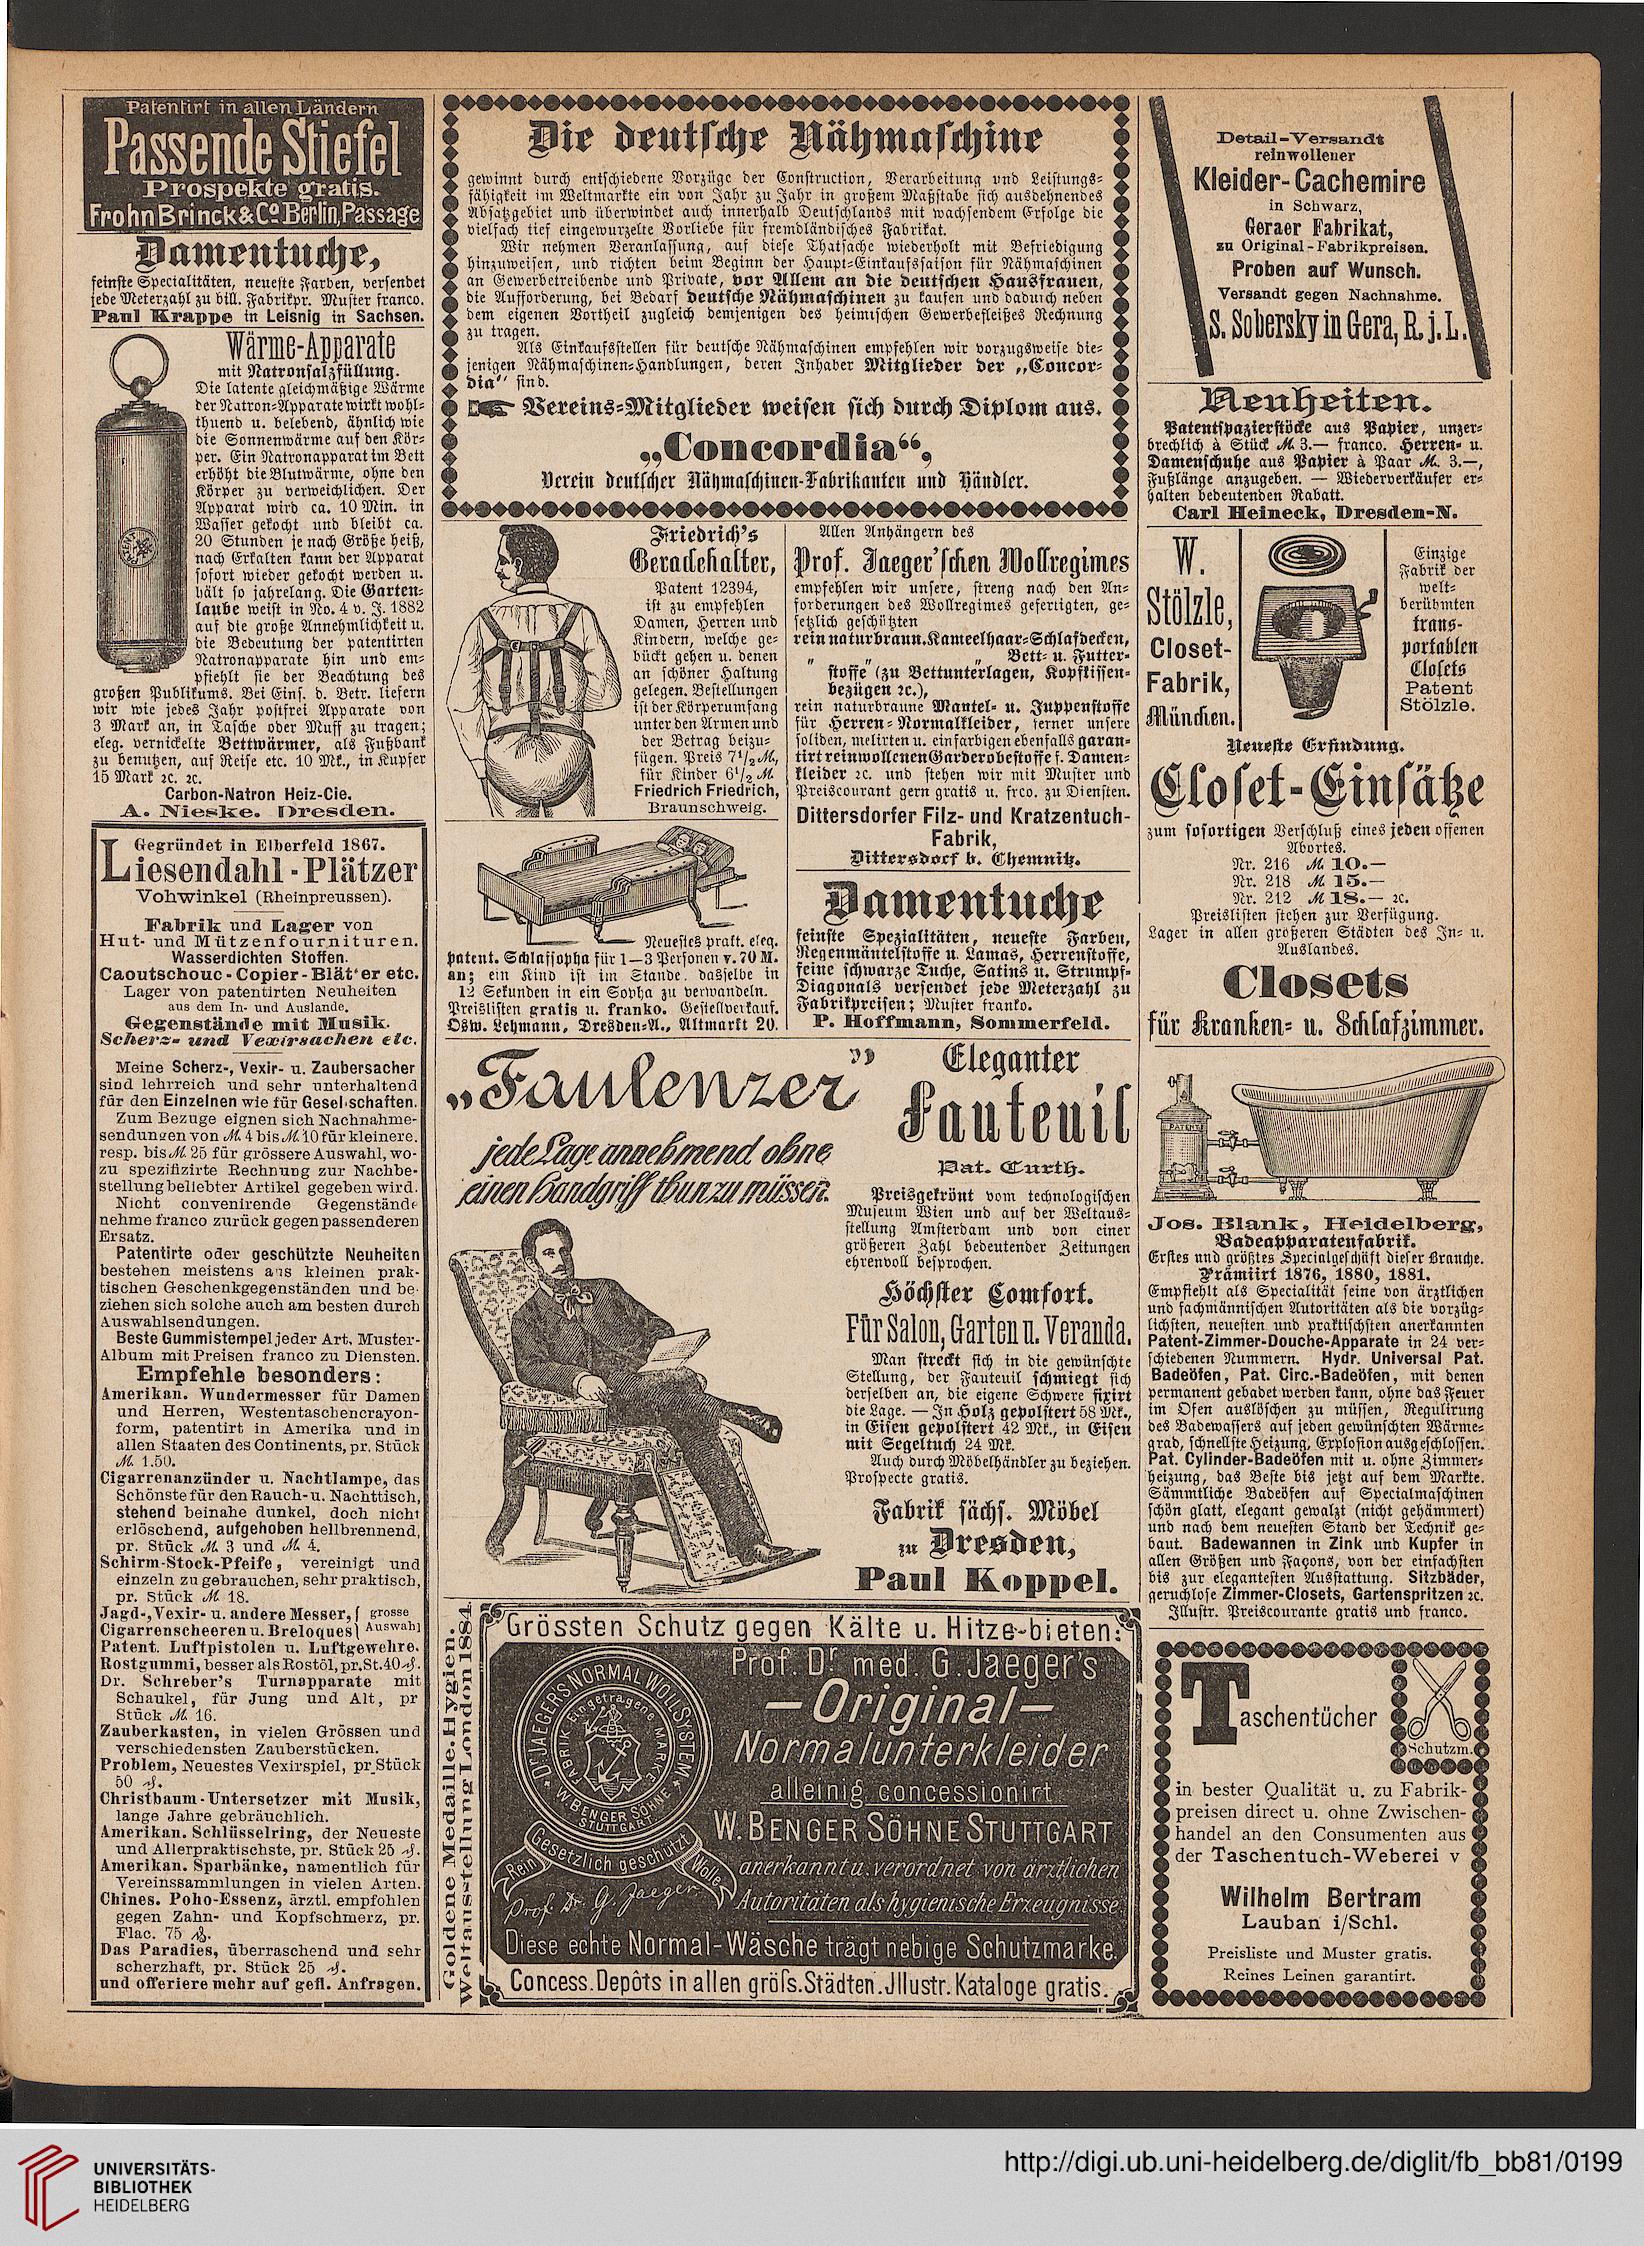 Patentirt in allen Ländern
Passende Stiefel
Prospekte gratis.
Frohn Brinck & Co Berlin, Passage
Damentuche,
feinste Specialitäten, neueste Farben, versendet
jede Meterzahl zu bill. Fabrikpr. Muster franco.
Paul Krappe in Leisnig in Sachsen.
Wärme-Apparate
mit Natronsalzfüllung.
Die latente gleichmäßige Wärme
der Natron-Apparate wirkt wohl-
thuend u. belebend, ähnlich wie
die Sonnenwärme auf den Kör-
per. Ein Natronapparat im Bett
erhöht die Blutwärme, ohne den
Körper zu verweichlichen. Der
Apparat wird ca. 10 Min. in
Wasser gekocht und bleibt ca.
20 Stunden je nach Größe heiß,
nach Erkalten kann der Apparat
sofort wieder gekocht werden u.
hält so jahrelang. Die Garten-
laube weist in No. 4 v. J. 1882
auf die große Annehmlichkeit u.
die Bedeutung der patentirten
Natronapparate hin und em-
pfiehlt sie der Beachtung des
großen Publikums. Bei Eins. d. Betr. liefern
wir wie jedes Jahr postfrei Apparate von
3 Mark an, in Tasche oder Muff zu tragen;
eleg. vernickelte Bettwärmer, als Fußbank
zu benutzen, auf Reise etc. 10 Mk., in Kupfer
15 Mark ꝛc. ꝛc.
Carbon-Natron Heiz-Cie.
A. Nieske. Dresden.
Gegründet in Elberfeld 1867.
Liesendahl-Plätzer
Vohwinkel (Rheinpreussen).
Fabrik und Lager von
Hut- und Mützenfournituren.
Wasserdichten Stoffen.
Caoutschouc-Copier-Blätter etc.
Lager von patentirten Neuheiten
aus dem In- und Auslande.
Gegenstände mit Musik.
Scherz- und Vexirsachen etc.
Meine Scherz-, Vexir- u. Zaubersacher
sind lehrreich und sehr unterhaltend
für den Einzelnen wie für Gesellschaften.
Zum Bezuge eignen sich Nachnahme-
sendungen von M. 4 bis M. 10 für kleinere,
resp. bis M. 25 für grössere Auswahl, wo-
zu spezifizirte Rechnung zur Nachbe-
stellung beliebter Artikel gegeben wird.
Nicht convenirende Gegenstände
nehme franco zurück gegen passenderen
Ersatz.
Patentirte oder geschützte Neuheiten
bestehen meistens aus kleinen prak-
tischen Geschenkgegenständen und be-
ziehen sich solche auch am besten durch
Auswahlsendungen.
Beste Gummistempel jeder Art, Muster-
Album mit Preisen franco zu Diensten.
Empfehle besonders:
Amerikan. Wundermesser für Damen
und Herren, Westentaschencrayon-
form, patentirt in Amerika und in
allen Staaten des Continents, pr. Stück
M. 1.50.
Cigarrenanzünder u. Nachtlampe, das
Schönste für den Rauch- u. Nachttisch,
stehend beinahe dunkel, doch nicht
erlöschend, aufgehoben hellbrennend,
pr. Stück M. 3 und M. 4.
Schirm-Stock-Pfeife, vereinigt und
einzeln zu gebrauchen, sehr praktisch,
pr. Stück M. 18.
Jagd-, Vexir- u. andere Messer, { grosse
Cigarrenscheeren u. Breloques { Auswahl
Patent. Luftpistolen u. Luftgewehre.
Rostgummi, besser als Rostöl, pr. St. 40 ₰.
Dr. Schreber's Turnapparate mit
Schaukel, für Jung und Alt, pr
Stück M. 16.
Zauberkasten, in vielen Grössen und
verschiedensten Zauberstücken.
Problem, Neuestes Vexirspiel, pr Stück
50 ₰.
Christbaum-Untersetzer mit Musik,
lange Jahre gebräuchlich.
Amerikan. Schlüsselring, der Neueste
und Allerpraktischste, pr. Stück 25 ₰.
Amerikan. Sparbänke, namentlich für
Vereinssammlungen in vielen Arten.
Chines. Poho-Essenz, ärztl. empfohlen
gegen Zahn- und Kopfschmerz, pr.
Flac. 75 ₰.
Das Paradies, überraschend und sehr
scherzhaft, pr. Stück 25 ₰.
und offeriere mehr auf gefl. Anfragen.
Die deutsche Nähmaschine
gewinnt durch entschiedene Vorzüge der Construction, Verarbeitung und Leistungs-
fähigkeit im Weltmarkte ein von Jahr zu Jahr in großem Maßstabe sich ausdehnendes
Absatzgebiet und überwindet auch innerhalb Deutschlands mit wachsendem Erfolge die
vielfach tief eingewurzelte Vorliebe für fremdländisches Fabrikat.
Wir nehmen Veranlassung, auf diese Thatsache wiederholt mit Befriedigung
hinzuweisen, und richten beim Beginn der Haupt-Einkaufssaison für Nähmaschinen
an Gewerbetreibende und Private, vor Allem an die deutschen Hausfrauen,
die Aufforderung, bei Bedarf deutsche Nähmaschinen zu kaufen und dadurch neben
dem eigenen Vortheil zugleich demjenigen des heimischen Gewerbefleißes Rechnung
zu tragen.
Als Einkaufsstellen für deutsche Nähmaschinen empfehlen wir vorzugsweise die-
jenigen Nähmaschinen-Handlungen, deren Inhaber Mitglieder der „Concor-
dia" sind.
Vereins-Mitglieder weisen sich durch Diplom aus.
„Concordia“,
Verein deutscher Nähmaschinen-Fabrikanten und Händler.
Friedrich's
Geradehalter,
Patent 12394,
ist zu empfehlen
Damen, Herren und
Kindern, welche ge-
bückt gehen u. denen
an schöner Haltung
gelegen. Bestellungen
ist der Körperumfang
unter den Armen und
der Betrag beizu-
fügen. Preis 7 1/2 M.,
für Kinder 6 1/2 M.
Friedrich Friedrich,
Braunschweig.
Neuestes prakt. eleg.
patent. Schlafsopha für 1—3 Personen v. 70 M.
an; ein Kind ist im Stande, dasselbe in
12 Sekunden in ein Sopha zu verwandeln.
Preislisten gratis u. franko. Gestellverkauf.
Osw. Lehmann, Dresden-A., Altmarkt 20.
Allen Anhängern des
Prof. Jaeger'schen Wollregimes
empfehlen wir unsere, streng nach den An-
forderungen des Wollregimes gefertigten, ge-
setzlich geschützten
rein naturbraun. Kameelhaar-Schlafdecken,
" Bett- u. Futter-
stoffe (zu Bettunterlagen, Kopfkissen-
bezügen ꝛc.),
rein naturbraune Mantel- u. Juppenstoffe
für Herren-Normalkleider, ferner unsere
soliden, melirten u. einfarbigen ebenfalls garan-
tirt reinwollenen Garderobestoffe f. Damen-
kleider ꝛc. und stehen wir mit Muster und
Preiscourant gern gratis u. frco. zu Diensten.
Dittersdorfer Filz- und Kratzentuch-
Fabrik,
Dittersdorf b. Chemnitz.
Damentuche
feinste Spezialitäten, neueste Farben,
Regenmäntelstoffe u. Lamas, Herrenstoffe,
feine schwarze Tuche, Satins u. Strumpf-
Diagonals versendet jede Meterzahl zu
Fabrikpreisen; Muster franko.
P. Hoffmann, Sommerfeld.
„Faulenzer”
jede Lage annehmend ohne
einen Handgriff thun zu müssen.
Eleganter
Fauteuil
Pat. Curth.
Preisgekrönt vom technologischen
Museum Wien und auf der Weltaus-
stellung Amsterdam und von einer
größeren Zahl bedeutender Zeitungen
ehrenvoll besprochen.
Höchster Comfort.
Für Salon, Garten u. Veranda.
Man streckt sich in die gewünschte
Stellung, der Fauteuil schmiegt sich
derselben an, die eigene Schwere fixirt
die Lage. — In Holz gepolstert 58 Mk.,
in Eisen gepolstert 42 Mk., in Eisen
mit Segeltuch 24 Mk.
Auch durch Möbelhändler zu beziehen.
Prospecte gratis.
Fabrik sächs. Möbel
zu Dresden,
Paul Koppel.
Goldene Medaille. Hygien.
Weltausstellung London 1884.
Grössten Schutz gegen Kälte u. Hitze bieten:
Prof. Dr. med. G. Jaeger's
—Original—
Normalunterkleider
alleinig concessionirt
W. BENGER SÖHNE STUTTGART
anerkannt u. verordnet von ärztlichen
Autoritäten als hygienische Erzeugnisse.
DR JAEGER'S NORMAL WOLLSYSTEM
Eingetragene
FABRIK MARKE
W. BENGER SÖHNE
STUTTGART
Gesetzlich geschützt
Rein Wolle
Prof. Dr. G. Jaeger
Diese echte Normal-Wäsche trägt nebige Schutzmarke.
Concess. Depôts in allen gröss. Städten. Jllustr. Kataloge gratis.
Detail-Versandt
reinwollener
Kleider-Cachemire
in Schwarz,
Geraer Fabrikat,
zu Original-Fabrikpreisen.
Proben auf Wunsch.
Versandt gegen Nachnahme.
S. Sobersky in Gera, R. j. L.
Neuheiten.
Patentspazierstöcke aus Papier, unzer-
brechlich à Stück M. 3.— franco. Herren- u.
Damenschuhe aus Papier à Paar M. 3.—,
Fußlänge anzugeben. — Wiederverkäufer er-
halten bedeutenden Rabatt.
Carl Heineck, Dresden-N.
W.
Stölzle,
Closet-
Fabrik,
München.
Einzige
Fabrik der
welt-
berühmten
trans-
portablen
Closets
Patent
Stölzle.
Neueste Erfindung.
Closet-Einsätze
zum sofortigen Verschluß eines jeden offenen
Abortes.
Nr. 216 M. 10.—
Nr. 218 M. 15.—
Nr. 212 M 18.— ꝛc.
Preislisten stehen zur Verfügung.
Lager in allen größeren Städten des In- u.
Auslandes.
Closets
für Kranken- u. Schlafzimmer.
PATENT
Jos. Blank, Heidelberg,
Badeapparatenfabrik.
Erstes und größtes Specialgeschäft dieser Branche.
Prämiirt 1876, 1880, 1881.
Empfiehlt als Specialität seine von ärztlichen
und fachmännischen Autoritäten als die vorzüg-
lichsten, neuesten und praktischsten anerkannten
Patent-Zimmer-Douche-Apparate in 24 ver-
schiedenen Nummern. Hydr. Universal Pat.
Badeöfen, Pat. Circ.-Badeöfen, mit denen
permanent gebadet werden kann, ohne das Feuer
im Ofen auslöschen zu müssen, Regulirung
des Badewassers auf jeden gewünschten Wärme-
grad, schnellste Heizung, Explosion ausgeschlossen.
Pat. Cylinder-Badeöfen mit u. ohne Zimmer-
heizung, das Beste bis jetzt auf dem Markte.
Sämmtliche Badeöfen auf Specialmaschinen
schön glatt, elegant gewalzt (nicht gehämmert)
und nach dem neuesten Stand der Technik ge-
baut. Badewannen in Zink und Kupfer in
allen Größen und Façons, von der einfachsten
bis zur elegantesten Ausstattung. Sitzbäder,
geruchlose Zimmer-Closets, Gartenspritzen ꝛc.
Jllustr. Preiscourante gratis und franco.
Taschentücher
Schutzm.
in bester Qualität u. zu Fabrik-
preisen direct u. ohne Zwischen-
handel an den Consumenten aus
der Taschentuch-Weberei v
Wilhelm Bertram
Lauban i/Schl.
Preisliste und Muster gratis.
Reines Leinen garantirt.
UNIVERSITÄTS-
BIBLIOTHEK
HEIDELBERG
http://digi.ub.uni-heidelberg.de/diglit/fb_bb81/0199